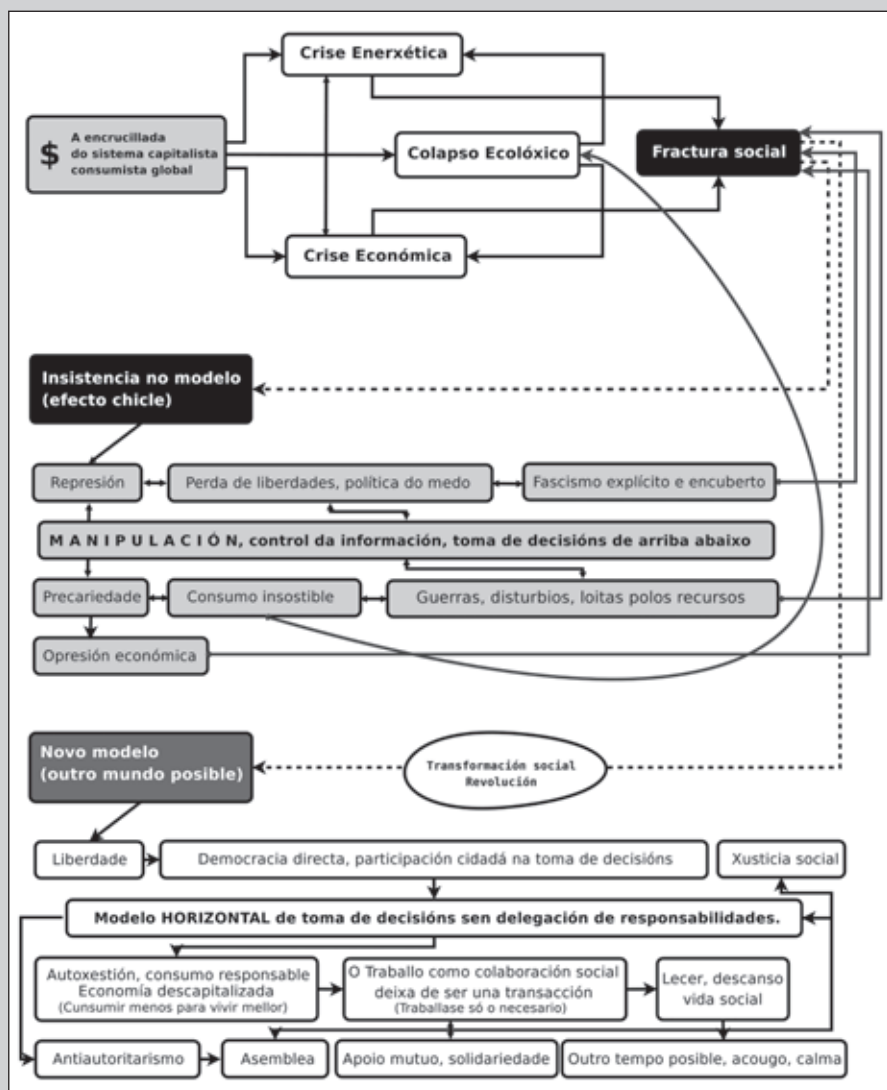 Crise Enerxética
$
A encrucillada
do sistema capitalista
consumista global
Colapso Ecolóxico
Fractura social
Crise Económica
Insistencia no modelo
(efecto chicle)
Represión
Perda de liberdades, política do medo
Fascismo explícito e encuberto
M A N I P U L A C I Ó N, control da información, toma de decisións de arriba abaixo
Precariedade
Consumo insostible
Guerras, disturbios, loitas polos recursos
Opresión económica
Novo modelo
(outro mundo posible)
Transformación social
Revolución
Liberdade
Democracia directa, participación cidadá na toma de decisións
Xusticia social
Modelo HORIZONTAL de toma de decisións sen delegación de responsabilidades.
Autoxestión, consumo responsable
Economía descapitalizada
(Cunsumir menos para vivir mellor)
O Traballo como colaboración social
deixa de ser una transacción
(Traballase só o necesario)
Lecer, descanso
vida social
Antiautoritarismo
Asemblea
Apoio mutuo, solidariedade
Outro tempo posible, acougo, calma